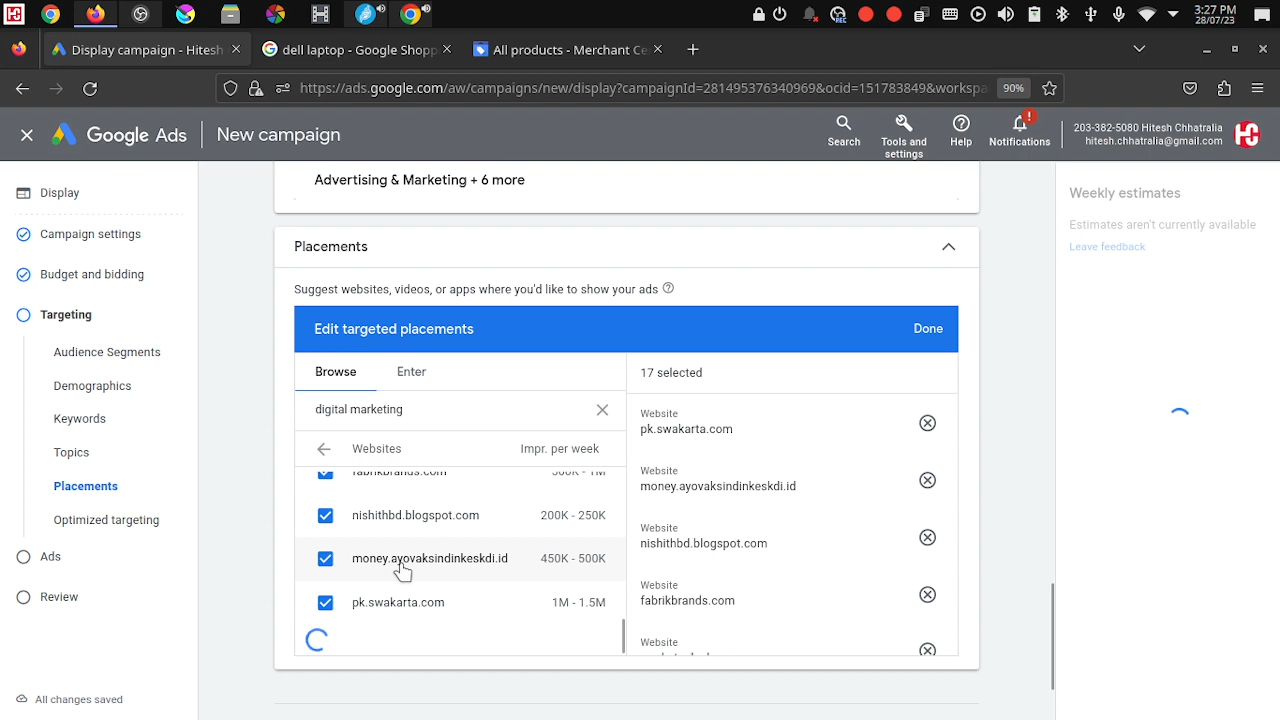 3:27 PM
28/07/23
Display campaign - Hitesh
dell laptop - Google Shopp
All products - Merchant Ce
https://ads.google.com/aw/campaigns/new/display?campaignId=281495376340969&ocid=151783849&workspa
90%
Google Ads
New campaign
Search
Tools and
settings
Help
Notifications
203-382-5080 Hitesh Chhatralia
hitesh.chhatralia@gmail.com
Display
Campaign settings
Budget and bidding
Targeting
Audience Segments
Demographics
Keywords
Topics
Placements
Optimized targeting
Ads
Review
All changes saved
Advertising & Marketing + 6 more
Placements
Suggest websites, videos, or apps where you'd like to show your ads
Edit targeted placements
Done
Browse
Enter
digital marketing
Websites
Impr. per week
fabrikbrands.com
500K - 1M
nishithbd.blogspot.com
200K - 250K
money.ayovaksindinkeskdi.id
450K - 500K
pk.swakarta.com
1M - 1.5M
17 selected
Website
pk.swakarta.com
Website
money.ayovaksindinkeskdi.id
Website
nishithbd.blogspot.com
Website
fabrikbrands.com
Website
Weekly estimates
Estimates aren't currently available
Leave feedback